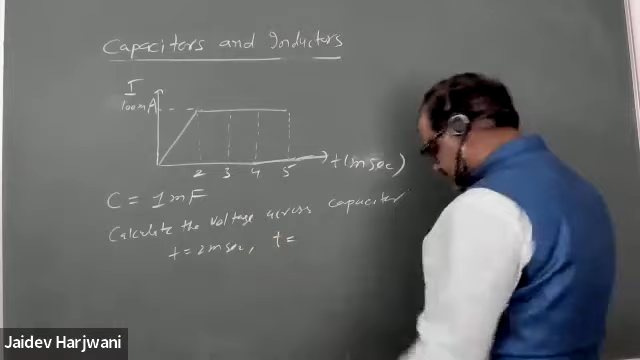 Capacitors and Inductors
I
100mA
2 3 4 5 t(msec)
C = 1mF
Calculate the voltage across capacitor
t = 2msec, t =
Jaidev Harjwani